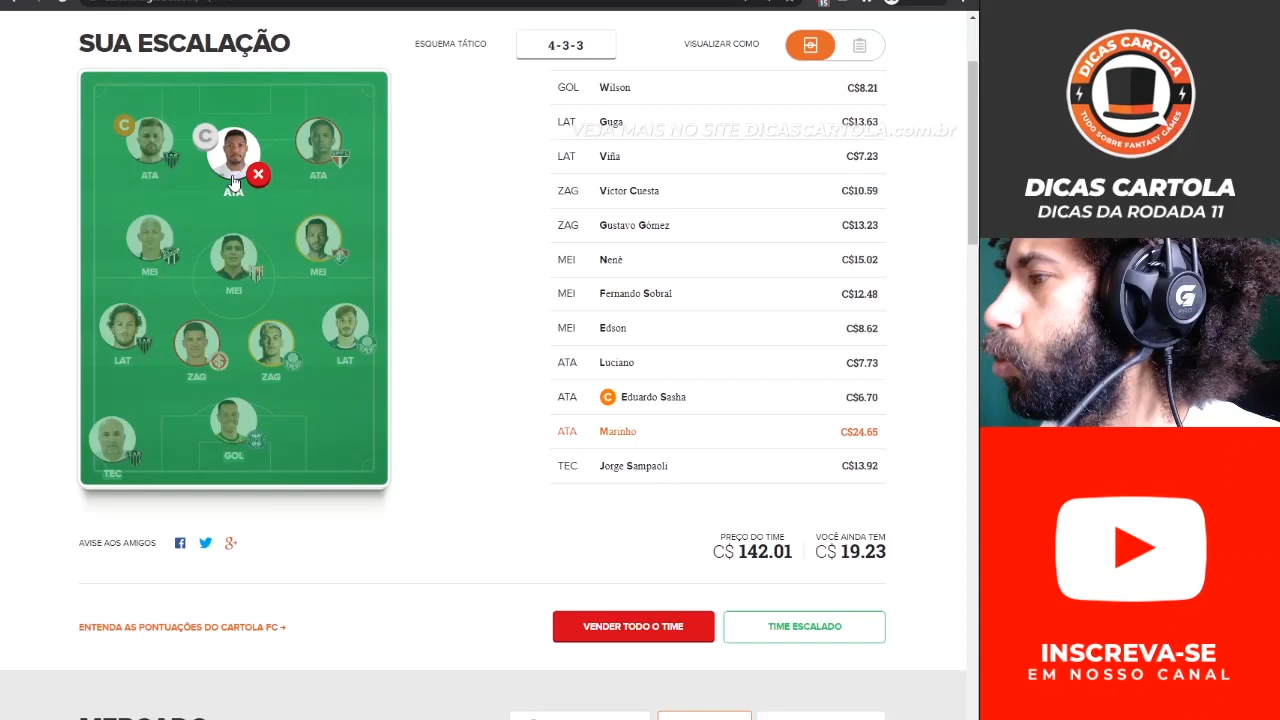 SUA ESCALAÇÃO
ESQUEMA TÁTICO
4-3-3
VISUALIZAR COMO
C
C
ATA
ATA
ATA
MEI
MEI
MEI
LAT
ZAG
ZAG
LAT
TEC
GOL
GOL Wilson C$8.21
LAT Guga C$13.63
VEJA MAIS NO SITE DICASCARTOLA.com.br
LAT Viña C$7.23
ZAG Víctor Cuesta C$10.59
ZAG Gustavo Gómez C$13.23
MEI Nenê C$15.02
MEI Fernando Sobral C$12.48
MEI Edson C$8.62
ATA Luciano C$7.73
ATA C Eduardo Sasha C$6.70
ATA Marinho C$24.65
TEC Jorge Sampaoli C$13.92
AVISE AOS AMIGOS
PREÇO DO TIME
C$ 142.01
VOCÊ AINDA TEM
C$ 19.23
ENTENDA AS PONTUAÇÕES DO CARTOLA FC
VENDER TODO O TIME
TIME ESCALADO
MERCADO
DICAS CARTOLA
TUDO SOBRE FANTASY GAMES
DICAS CARTOLA
DICAS DA RODADA 11
G
PRO
INSCREVA-SE
EM NOSSO CANAL